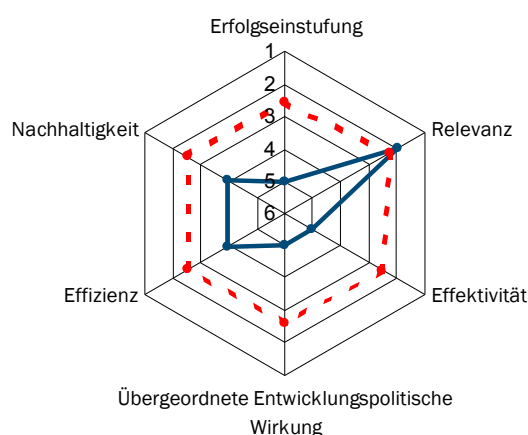 Erfolgseinstufung
1
2
3
4
5
6
Nachhaltigkeit
Relevanz
Effizienz
Effektivität
Übergeordnete Entwicklungspolitische
Wirkung